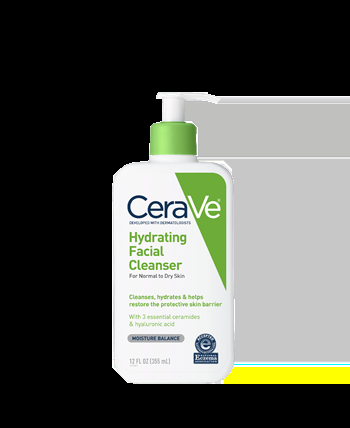 CeraVe
DEVELOPED WITH DERMATOLOGISTS
Hydrating
Facial
Cleanser
For Normal to Dry Skin
Cleanses, hydrates & helps
restore the protective skin barrier
With 3 essential ceramides
& hyaluronic acid
MOISTURE BALANCE
12 FL OZ (355 mL)
e
Eczema